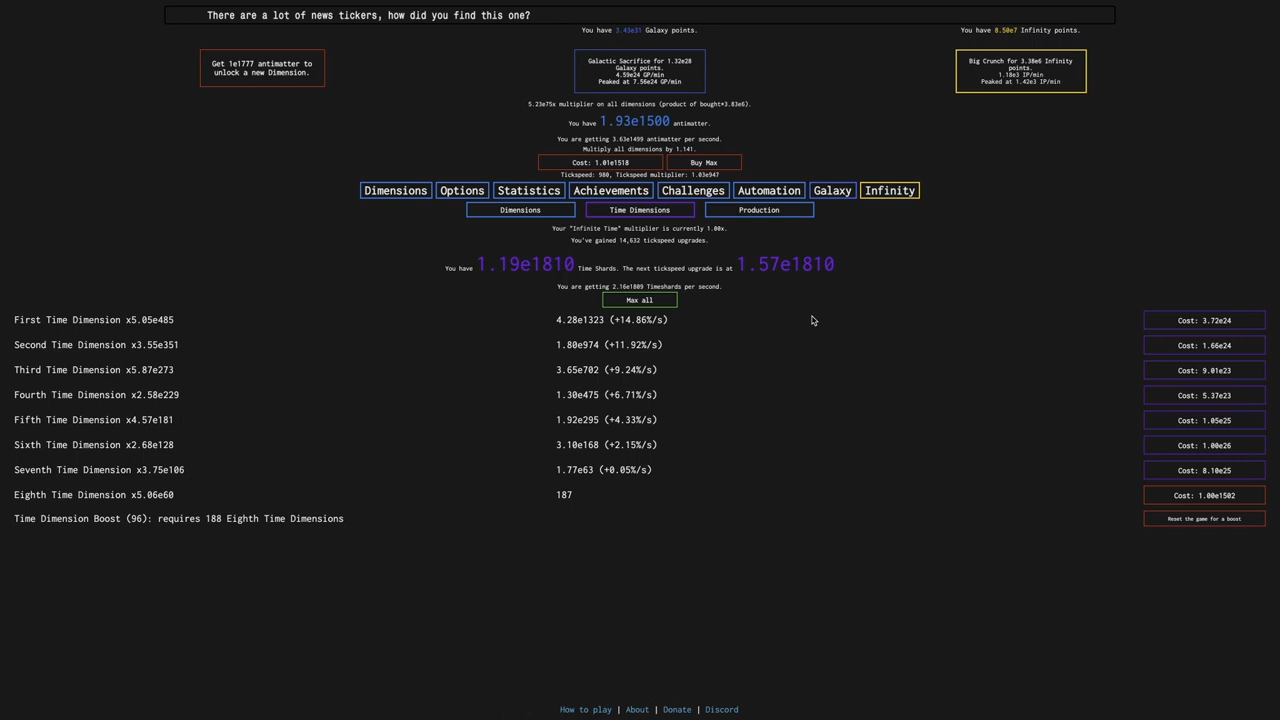 There are a lot of news tickers, how did you find this one?
You have 3.43e31 Galaxy points.
You have 8.50e7 Infinity points.
Get 1e1777 antimatter to
unlock a new Dimension.
Galactic Sacrifice for 1.32e28
Galaxy points.
4.59e24 GP/min
Peaked at 7.56e24 GP/min
Big Crunch for 3.38e6 Infinity
points.
1.18e3 IP/min
Peaked at 1.42e3 IP/min
5.23e75x multiplier on all dimensions (product of bought*3.83e6).
You have 1.93e1500 antimatter.
You are getting 3.63e1499 antimatter per second.
Multiply all dimensions by 1.141.
Cost: 1.01e1518
Buy Max
Tickspeed: 980, Tickspeed multiplier: 1.03e947
Dimensions
Options
Statistics
Achievements
Challenges
Automation
Galaxy
Infinity
Dimensions
Time Dimensions
Production
Your "Infinite Time" multiplier is currently 1.00x.
You've gained 14,632 tickspeed upgrades.
You have 1.19e1810 Time Shards. The next tickspeed upgrade is at 1.57e1810
You are getting 2.16e1809 Timeshards per second.
Max all
First Time Dimension x5.05e485 4.28e1323 (+14.86%/s) Cost: 3.72e24
Second Time Dimension x3.55e351 1.80e974 (+11.92%/s) Cost: 1.66e24
Third Time Dimension x5.87e273 3.65e702 (+9.24%/s) Cost: 9.01e23
Fourth Time Dimension x2.58e229 1.30e475 (+6.71%/s) Cost: 5.37e23
Fifth Time Dimension x4.57e181 1.92e295 (+4.33%/s) Cost: 1.05e25
Sixth Time Dimension x2.68e128 3.10e168 (+2.15%/s) Cost: 1.00e26
Seventh Time Dimension x3.75e106 1.77e63 (+0.05%/s) Cost: 8.10e25
Eighth Time Dimension x5.06e60 187 Cost: 1.00e1502
Time Dimension Boost (96): requires 188 Eighth Time Dimensions Reset the game for a boost
How to play | About | Donate | Discord